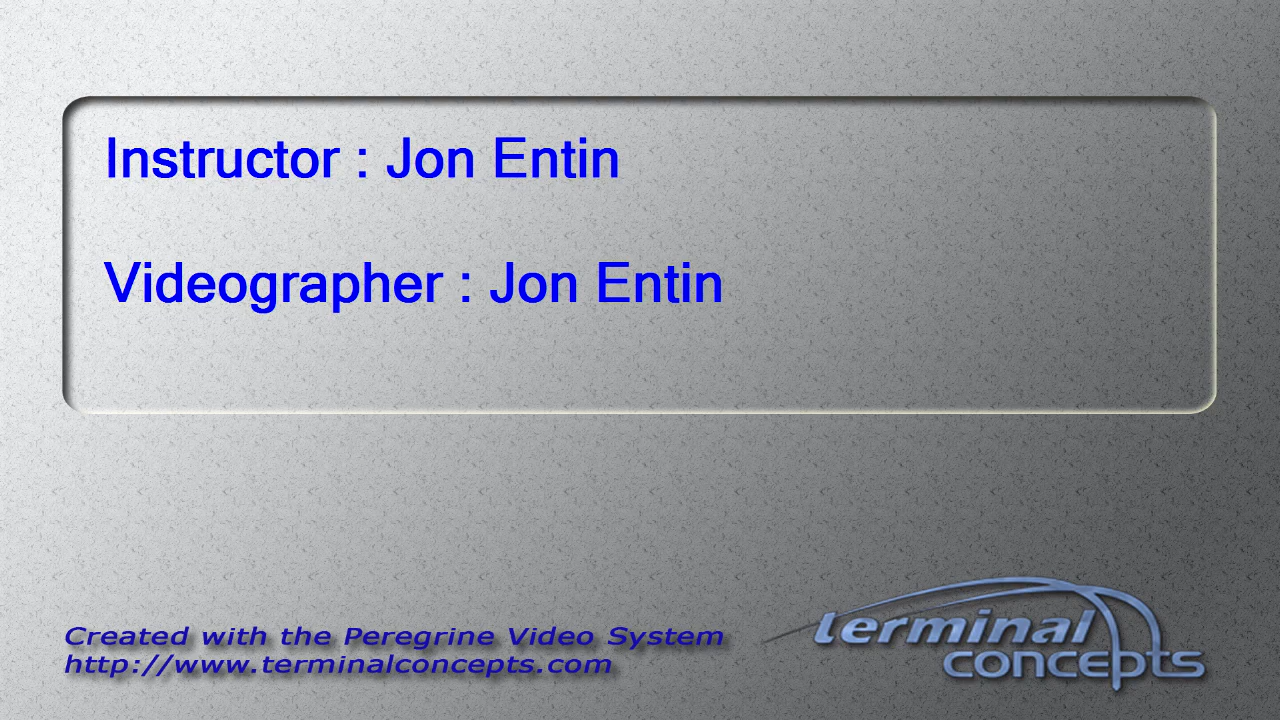 Instructor : Jon Entin
Videographer : Jon Entin
Created with the Peregrine Video System
http://www.terminalconcepts.com
terminal
concepts